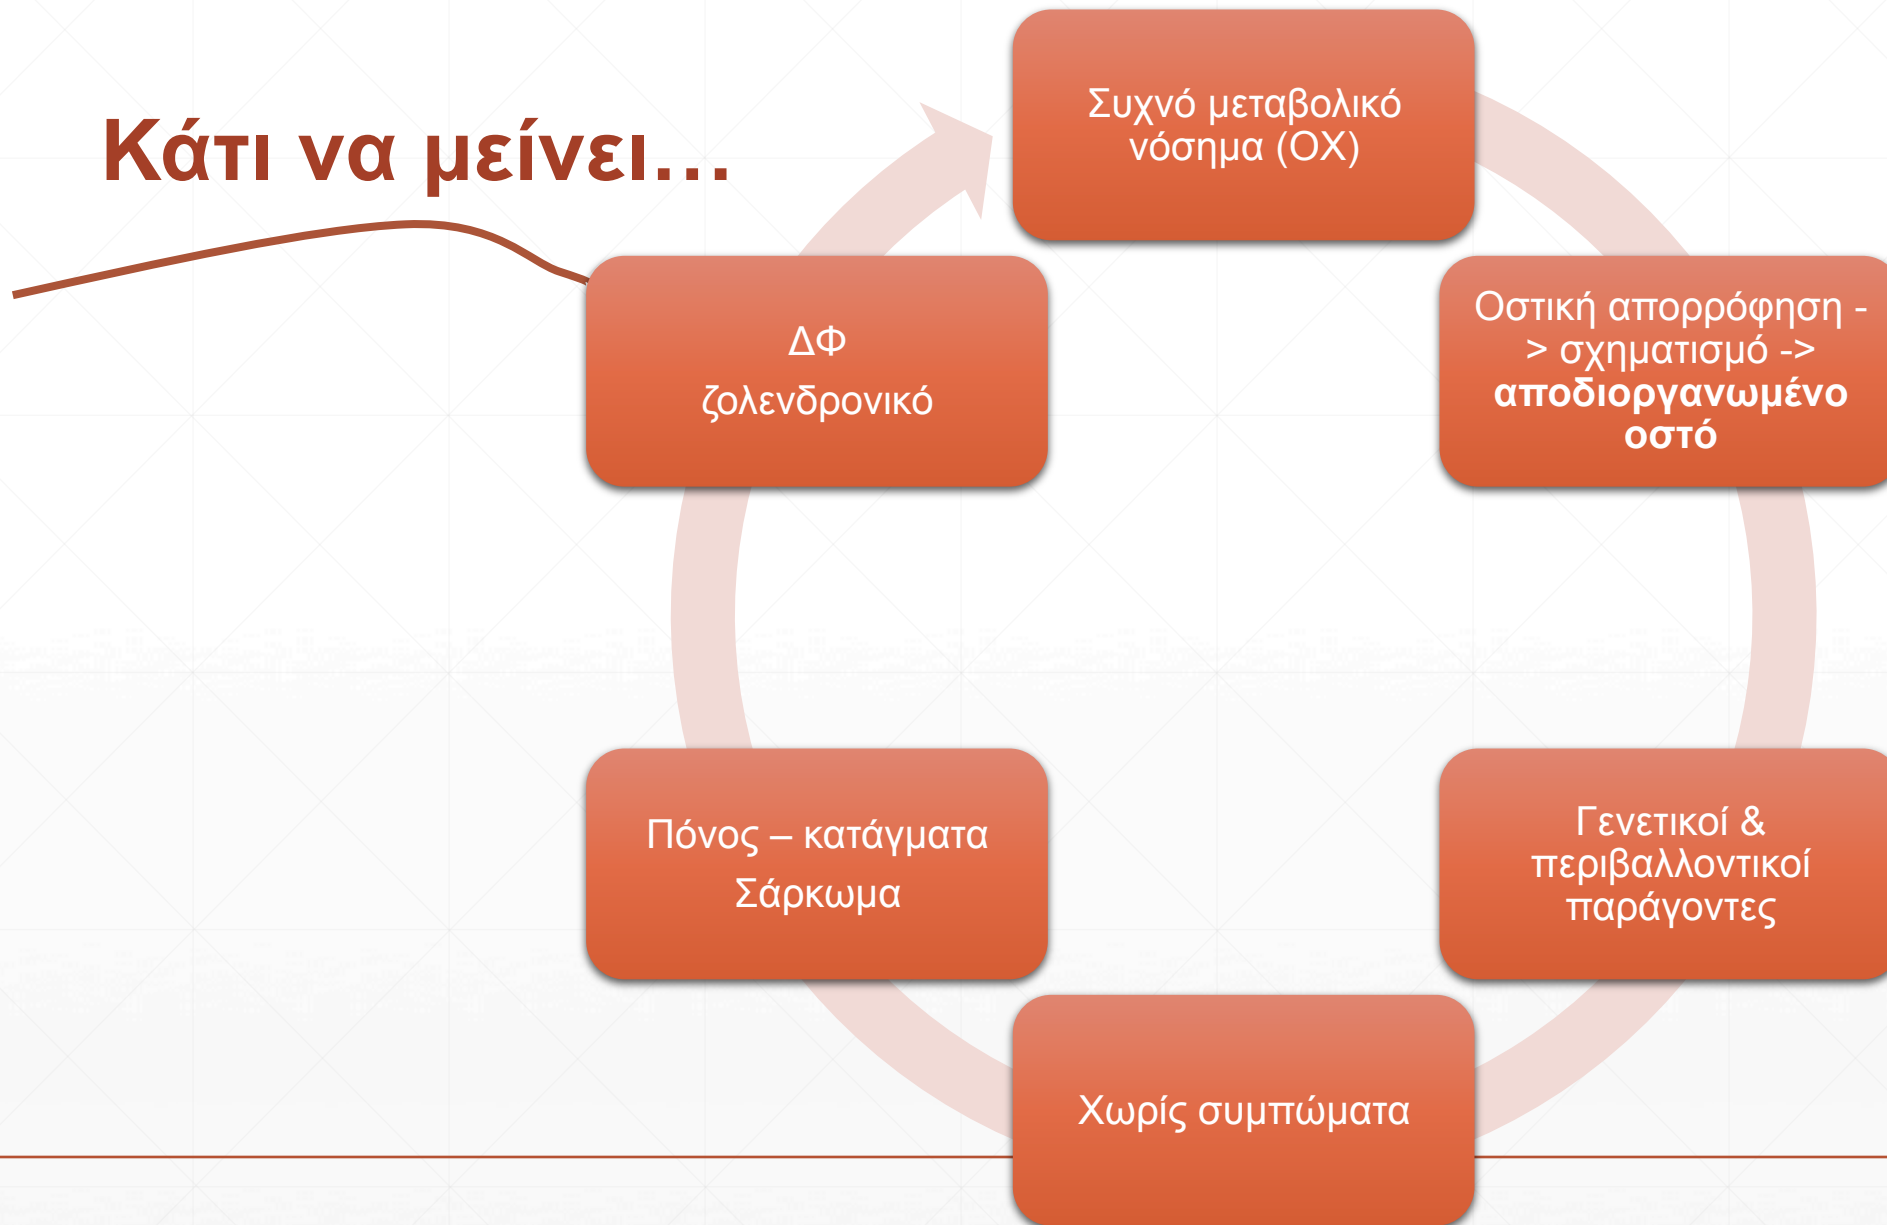 Κάτι να μείνει…
Συχνό μεταβολικό
νόσημα (ΟΧ)
Οστική απορρόφηση -
> σχηματισμό ->
αποδιοργανωμένο
οστό
Γενετικοί &
περιβαλλοντικοί
παράγοντες
Χωρίς συμπώματα
Πόνος – κατάγματα
Σάρκωμα
ΔΦ
ζολενδρονικό